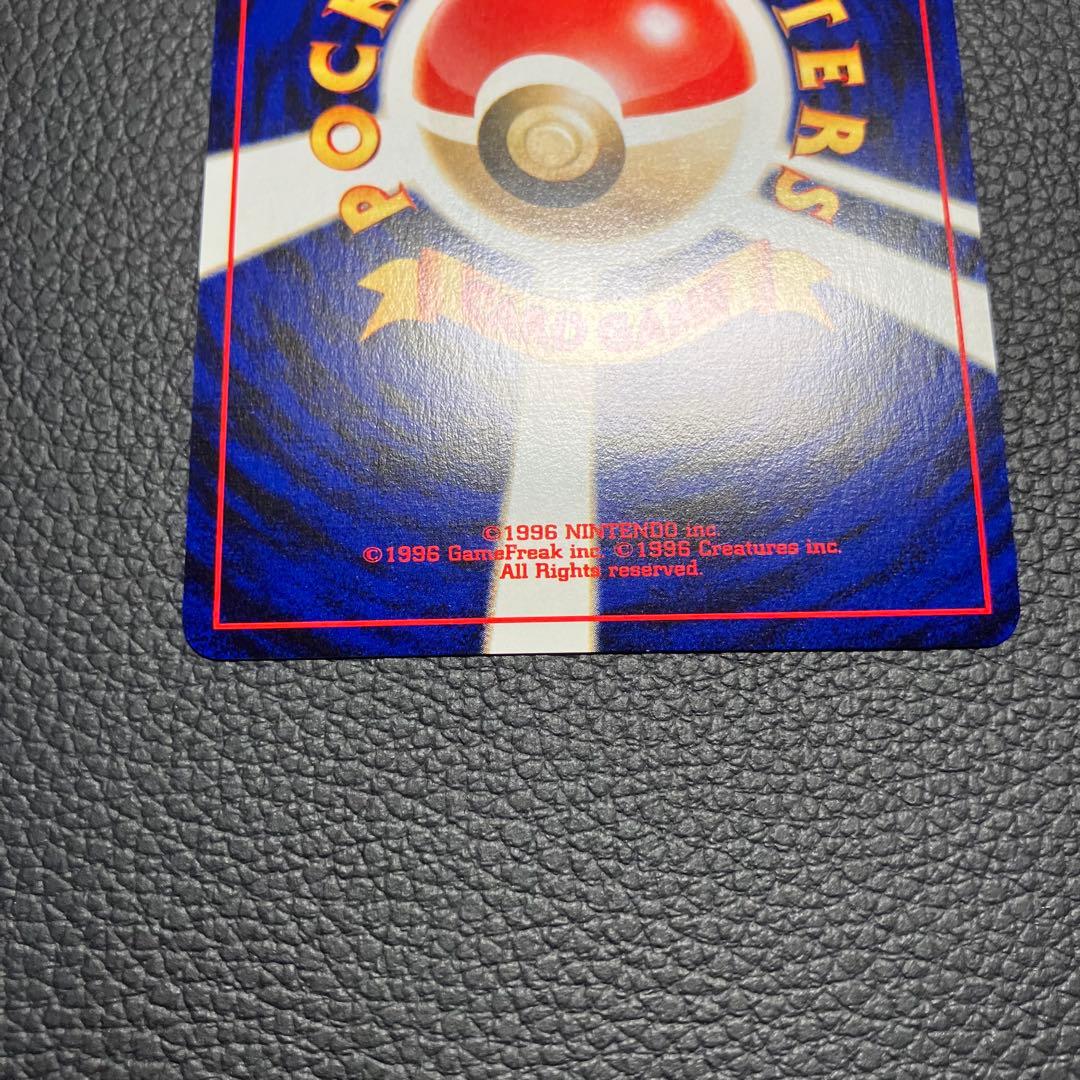 POCK
TERS
CARD GAME
©1996 NINTENDO inc.
©1996 GameFreak inc. ©1996 Creatures inc.
All Rights reserved.